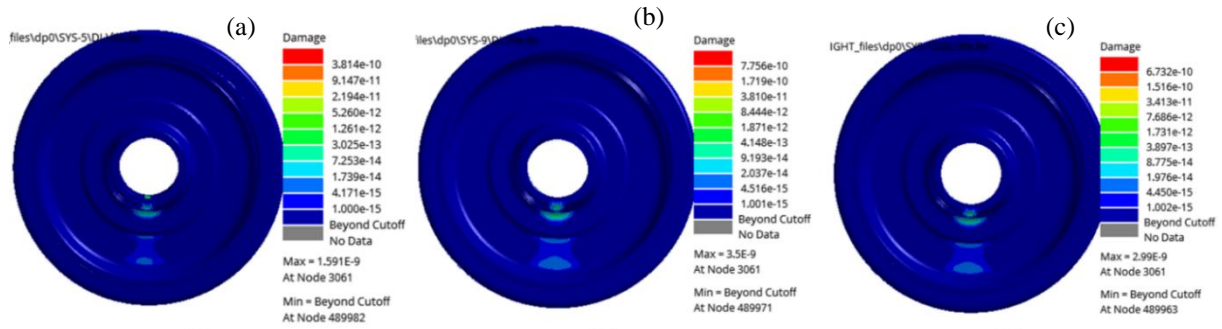 (a)
files\dp0\SYS-5\DL\
Damage
3.814e-10
9.147e-11
2.194e-11
5.260e-12
1.261e-12
3.025e-13
7.253e-14
1.739e-14
4.171e-15
1.000e-15
Beyond Cutoff
No Data
Max = 1.591E-9
At Node 3061
Min = Beyond Cutoff
At Node 489982
(b)
iles\dp0\SYS-9\DL\
Damage
7.756e-10
1.719e-10
3.810e-11
8.444e-12
1.871e-12
4.148e-13
9.193e-14
2.037e-14
4.516e-15
1.001e-15
Beyond Cutoff
No Data
Max = 3.5E-9
At Node 3061
Min = Beyond Cutoff
At Node 489971
(c)
IGHT_files\dp0\SYS
Damage
6.732e-10
1.516e-10
3.413e-11
7.686e-12
1.731e-12
3.897e-13
8.775e-14
1.976e-14
4.450e-15
1.002e-15
Beyond Cutoff
No Data
Max = 2.99E-9
At Node 3061
Min = Beyond Cutoff
At Node 489963